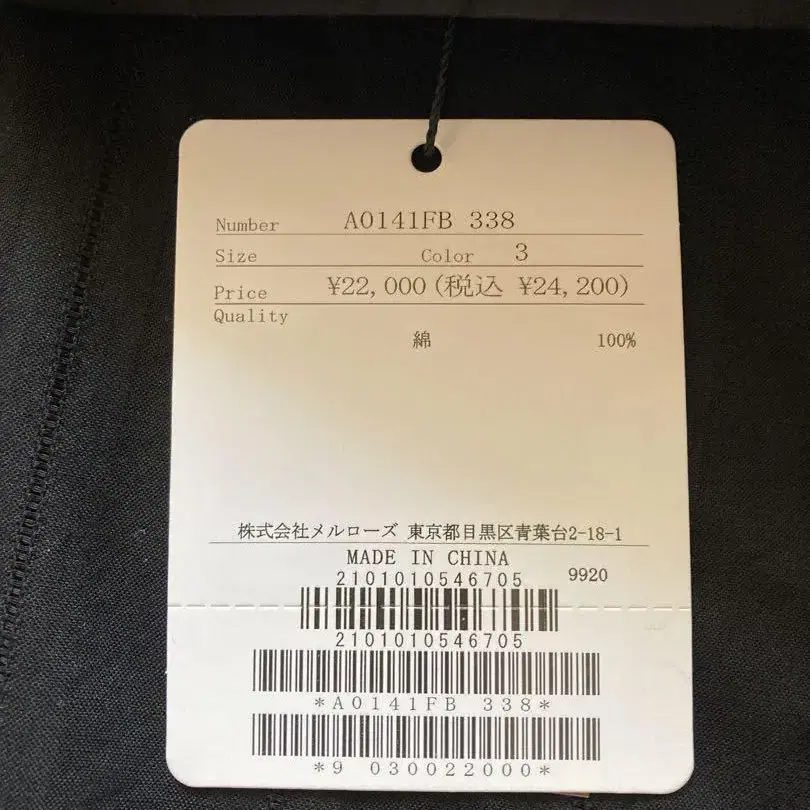 Number A0141FB 338
Size Color 3
Price ¥22,000(税込 ¥24,200)
Quality
綿 100%
株式会社メルローズ 東京都目黒区青葉台2-18-1
MADE IN CHINA
2101010546705 9920
2101010546705
*A0141FB 338*
*9 030022000*